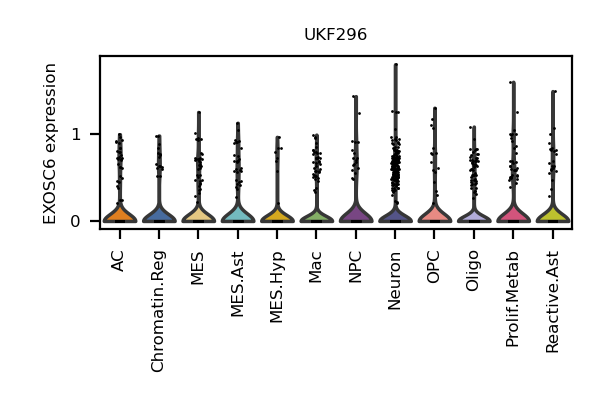 UKF296
EXOSC6 expression
1
0
AC
Chromatin.Reg
MES
MES.Ast
MES.Hyp
Mac
NPC
Neuron
OPC
Oligo
Prolif.Metab
Reactive.Ast